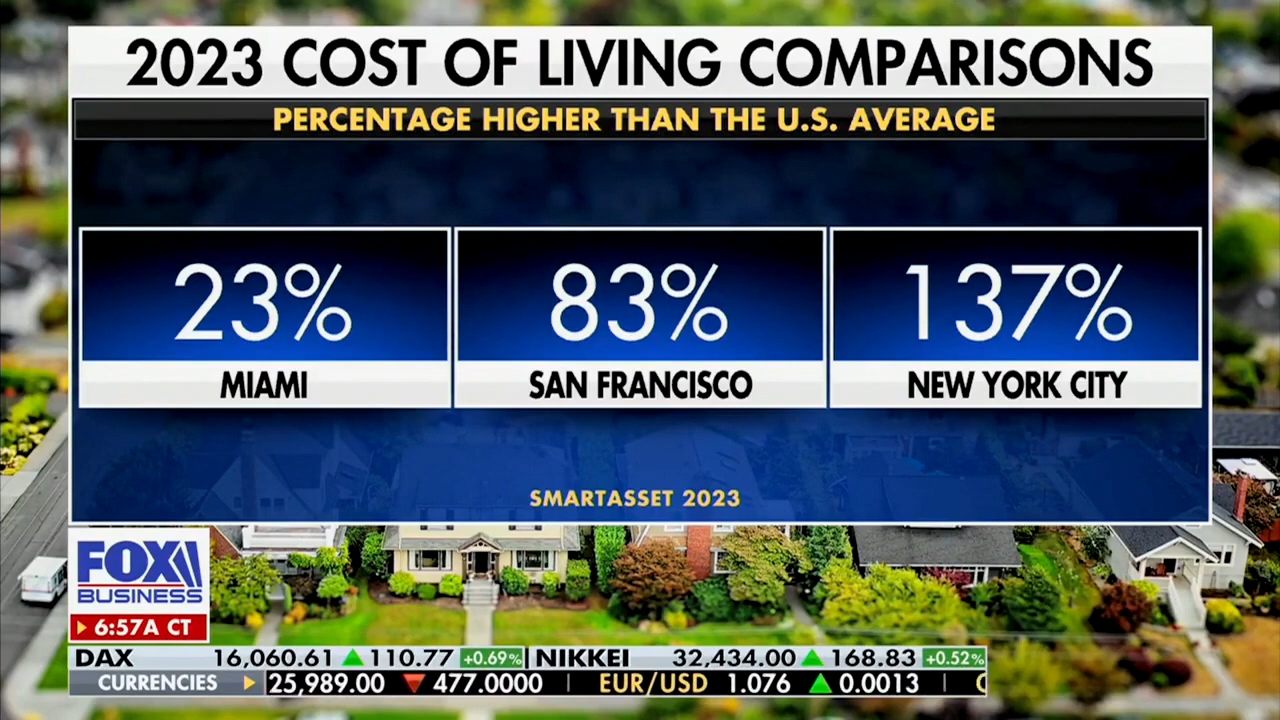 2023 COST OF LIVING COMPARISONS
PERCENTAGE HIGHER THAN THE U.S. AVERAGE
23% 83% 137%
MIAMI SAN FRANCISCO NEW YORK CITY
SMARTASSET 2023
FOX
BUSINESS
6:57A CT
DAX 16,060.61 110.77 +0.69% NIKKEI 32,434.00 168.83 +0.52%
CURRENCIES 25,989.00 477.0000 EUR/USD 1.076 0.0013